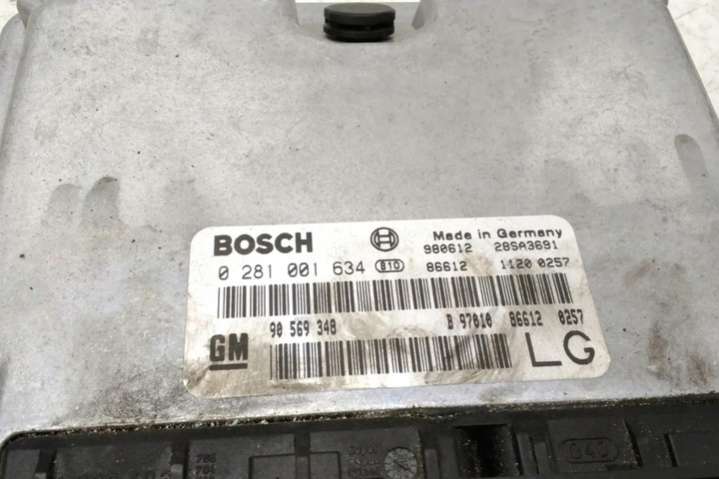 BOSCH Made in Germany
980612 28SA3691
0 281 001 634 B10 86612 1120 0257
90 569 348 B 97010 86612 0257
GM LG